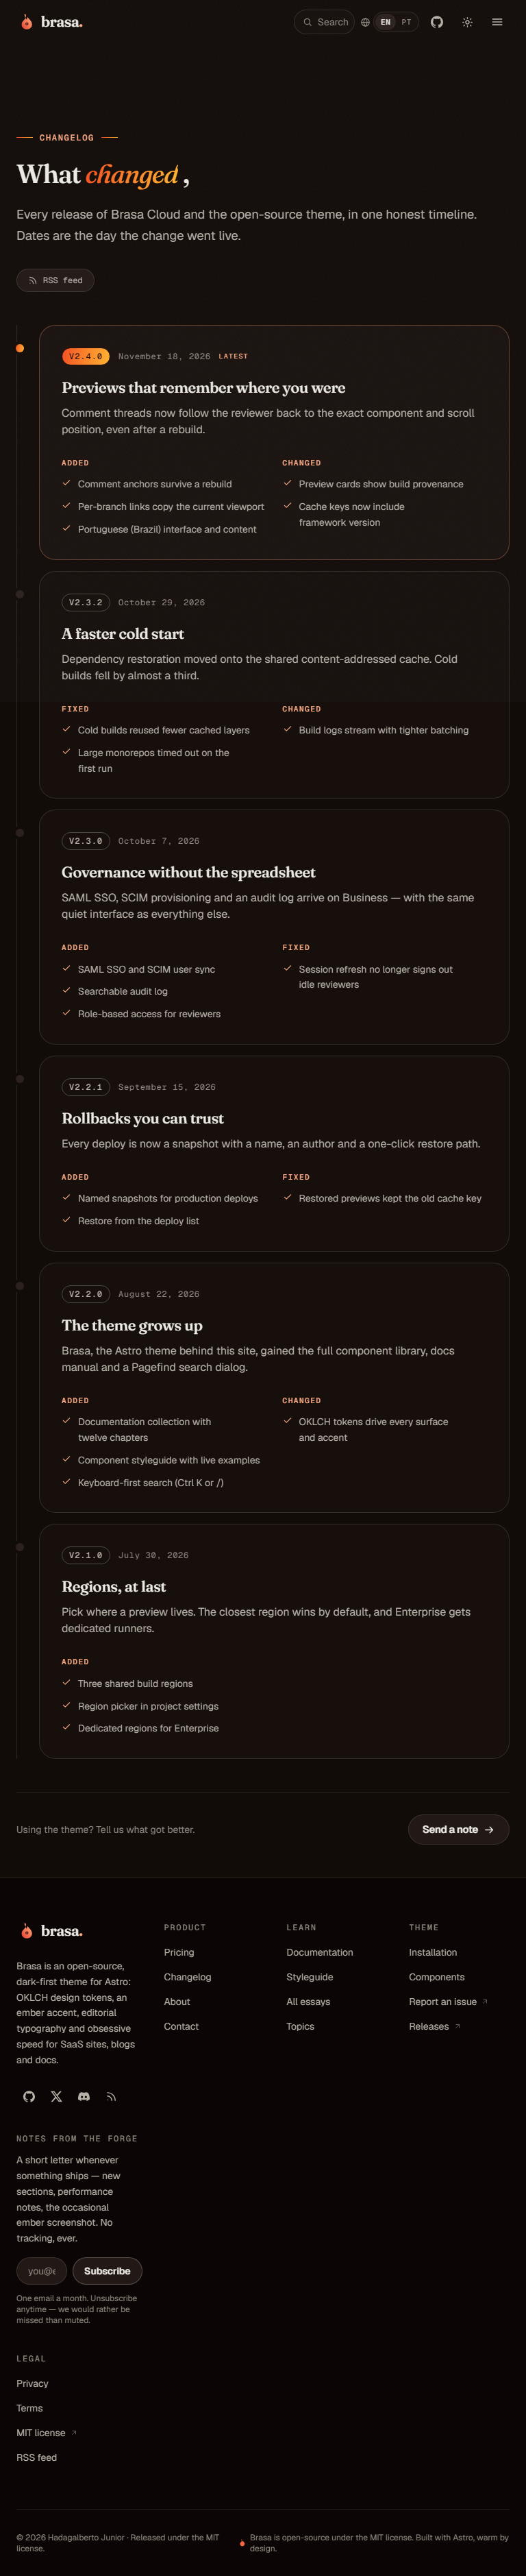 brasa.
Search
EN PT
CHANGELOG
What changed ,
Every release of Brasa Cloud and the open-source theme, in one honest timeline.
Dates are the day the change went live.
RSS feed
V2.4.0 November 18, 2026 LATEST
Previews that remember where you were
Comment threads now follow the reviewer back to the exact component and scroll
position, even after a rebuild.
ADDED
Comment anchors survive a rebuild
Per-branch links copy the current viewport
Portuguese (Brazil) interface and content
CHANGED
Preview cards show build provenance
Cache keys now include
framework version
V2.3.2 October 29, 2026
A faster cold start
Dependency restoration moved onto the shared content-addressed cache. Cold
builds fell by almost a third.
FIXED
Cold builds reused fewer cached layers
Large monorepos timed out on the
first run
CHANGED
Build logs stream with tighter batching
V2.3.0 October 7, 2026
Governance without the spreadsheet
SAML SSO, SCIM provisioning and an audit log arrive on Business — with the same
quiet interface as everything else.
ADDED
SAML SSO and SCIM user sync
Searchable audit log
Role-based access for reviewers
FIXED
Session refresh no longer signs out
idle reviewers
V2.2.1 September 15, 2026
Rollbacks you can trust
Every deploy is now a snapshot with a name, an author and a one-click restore path.
ADDED
Named snapshots for production deploys
Restore from the deploy list
FIXED
Restored previews kept the old cache key
V2.2.0 August 22, 2026
The theme grows up
Brasa, the Astro theme behind this site, gained the full component library, docs
manual and a Pagefind search dialog.
ADDED
Documentation collection with
twelve chapters
Component styleguide with live examples
Keyboard-first search (Ctrl K or /)
CHANGED
OKLCH tokens drive every surface
and accent
V2.1.0 July 30, 2026
Regions, at last
Pick where a preview lives. The closest region wins by default, and Enterprise gets
dedicated runners.
ADDED
Three shared build regions
Region picker in project settings
Dedicated regions for Enterprise
Using the theme? Tell us what got better.
Send a note
brasa.
Brasa is an open-source,
dark-first theme for Astro:
OKLCH design tokens, an
ember accent, editorial
typography and obsessive
speed for SaaS sites, blogs
and docs.
PRODUCT
Pricing
Changelog
About
Contact
LEARN
Documentation
Styleguide
All essays
Topics
THEME
Installation
Components
Report an issue
Releases
NOTES FROM THE FORGE
A short letter whenever
something ships — new
sections, performance
notes, the occasional
ember screenshot. No
tracking, ever.
you@e
Subscribe
One email a month. Unsubscribe
anytime — we would rather be
missed than muted.
LEGAL
Privacy
Terms
MIT license
RSS feed
© 2026 Hadagalberto Junior · Released under the MIT
license.
Brasa is open-source under the MIT license. Built with Astro, warm by
design.